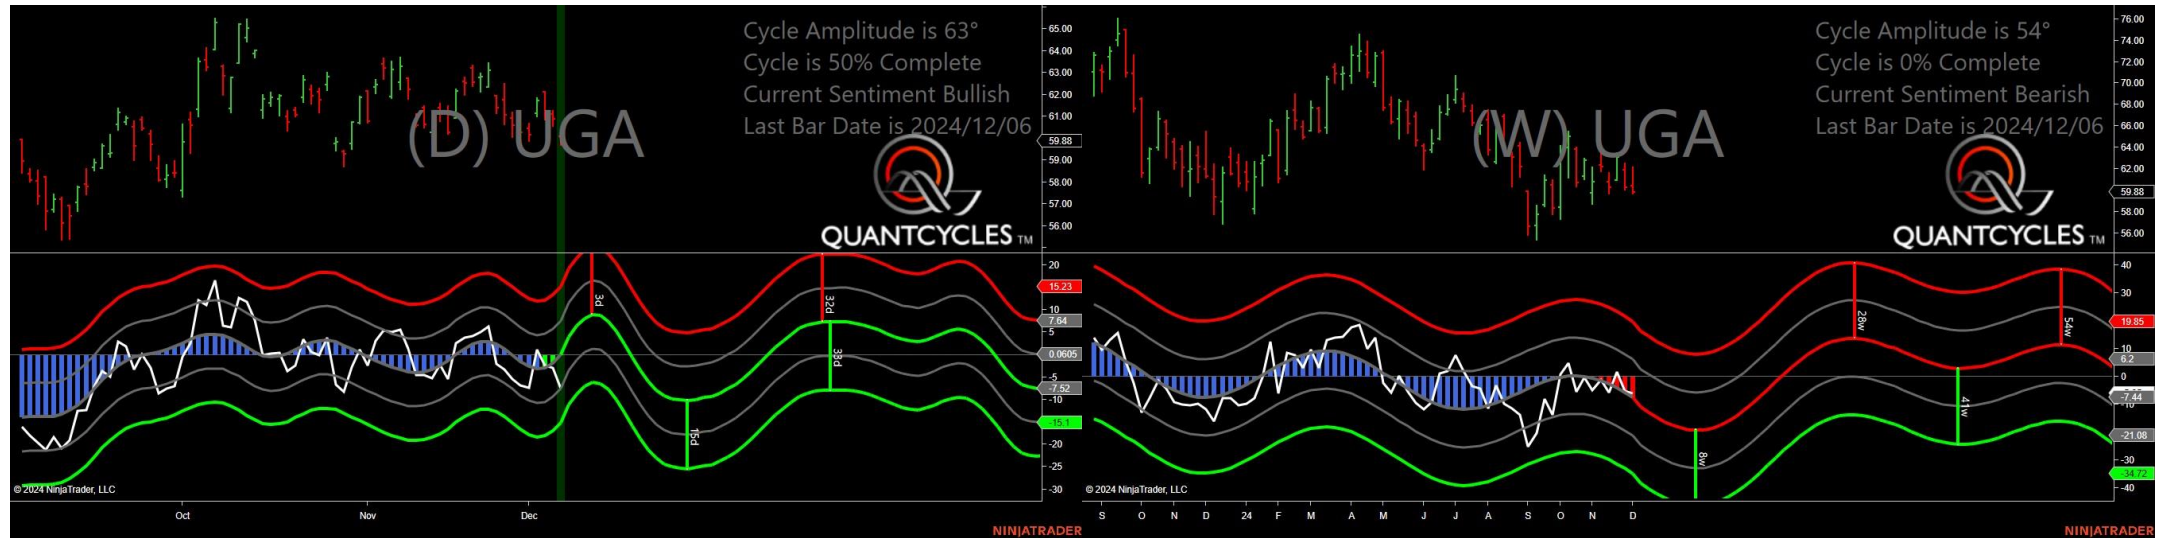 Cycle Amplitude is 63°
Cycle is 50% Complete
Current Sentiment Bullish
Last Bar Date is 2024/12/06
(D) UGA
QUANTCYCLES TM
65.00
64.00
63.00
62.00
61.00
59.88
59.00
58.00
57.00
56.00
20
15.23
10
7.64
5
0.0605
-5
-7.52
-10
-15.1
-20
-25
-30
3d
15d
32d
33d
© 2024 NinjaTrader, LLC
Oct Nov Dec
NINJATRADER
Cycle Amplitude is 54°
Cycle is 0% Complete
Current Sentiment Bearish
Last Bar Date is 2024/12/06
(W) UGA
QUANTCYCLES TM
76.00
74.00
72.00
70.00
68.00
66.00
64.00
62.00
59.88
58.00
56.00
40
30
19.85
10
6.2
0
-7.44
-21.08
-30
-34.72
-40
8w
28w
41w
54w
© 2024 NinjaTrader, LLC
S O N D 24 F M A M J J A S O N D
NINJATRADER